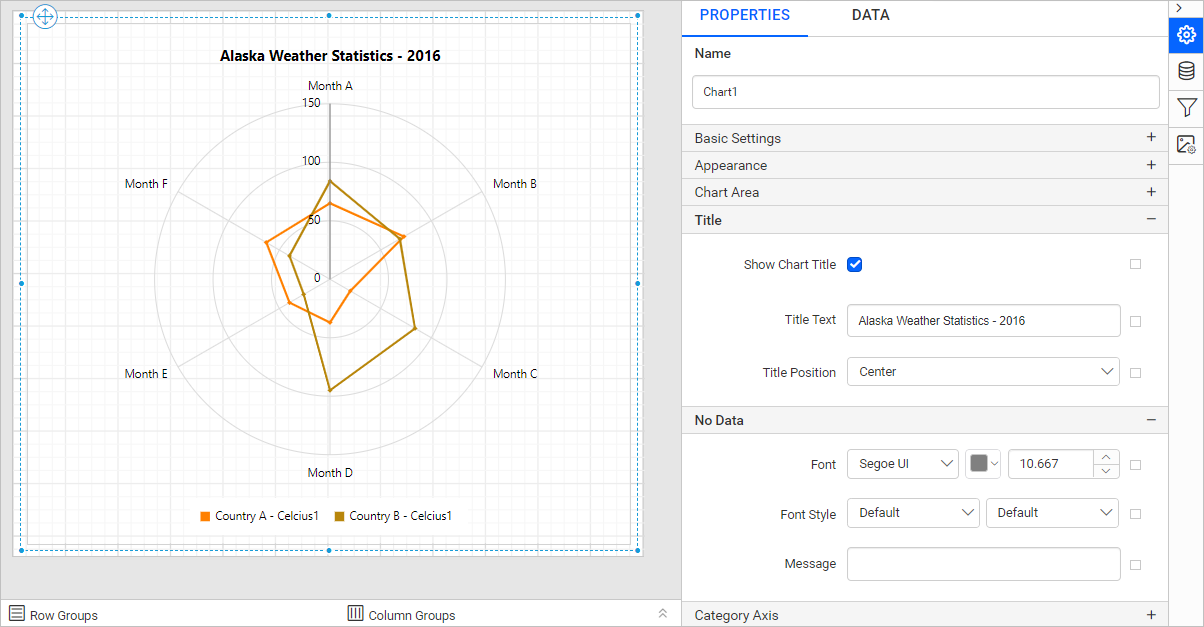 Alaska Weather Statistics - 2016
Month A
150
100
Month F
Month B
50
0
Month E
Month C
Month D
Country A - Celcius1
Country B - Celcius1
Row Groups
Column Groups
PROPERTIES
DATA
Name
Chart1
Basic Settings +
Appearance +
Chart Area +
Title −
Show Chart Title
Title Text Alaska Weather Statistics - 2016
Title Position Center
No Data −
Font Segoe UI 10.667
Font Style Default Default
Message
Category Axis +